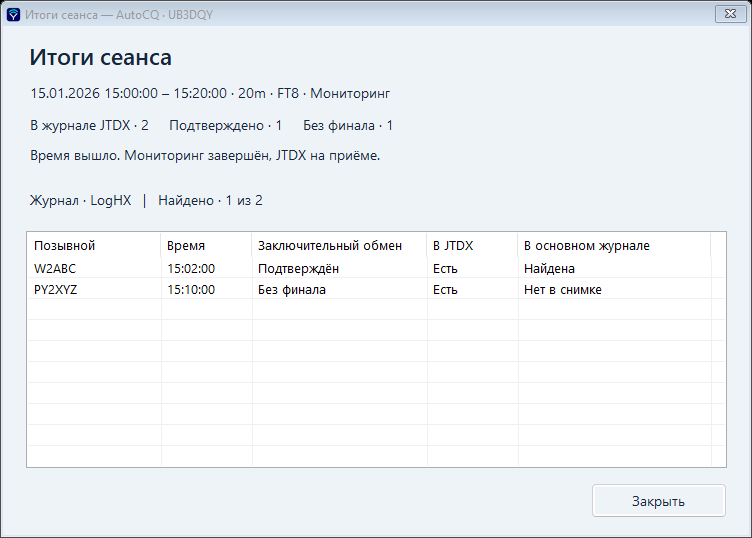 Итоги сеанса — AutoCQ · UB3DQY
Итоги сеанса
15.01.2026 15:00:00 – 15:20:00 · 20m · FT8 · Мониторинг
В журнале JTDX · 2 Подтверждено · 1 Без финала · 1
Время вышло. Мониторинг завершён, JTDX на приёме.
Журнал · LogHX | Найдено · 1 из 2
Позывной Время Заключительный обмен В JTDX В основном журнале
W2ABC 15:02:00 Подтверждён Есть Найдена
PY2XYZ 15:10:00 Без финала Есть Нет в снимке
Закрыть